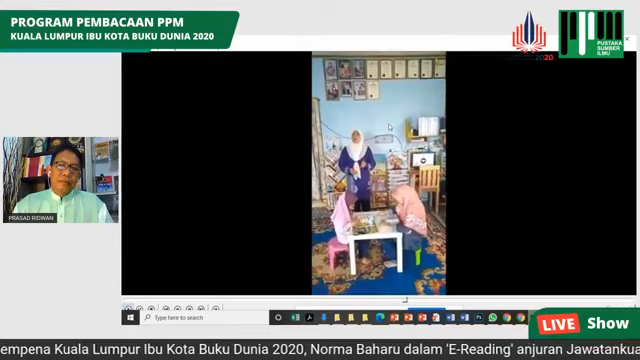 PROGRAM PEMBACAAN PPM
KUALA LUMPUR IBU KOTA BUKU DUNIA 2020
2020
PUSTAKA
SUMBER
ILMU
PRASAD RIDWAN
Type here to search
LIVE Show
empena Kuala Lumpur Ibu Kota Buku Dunia 2020, Norma Baharu dalam 'E-Reading' anjuran Jawatankua